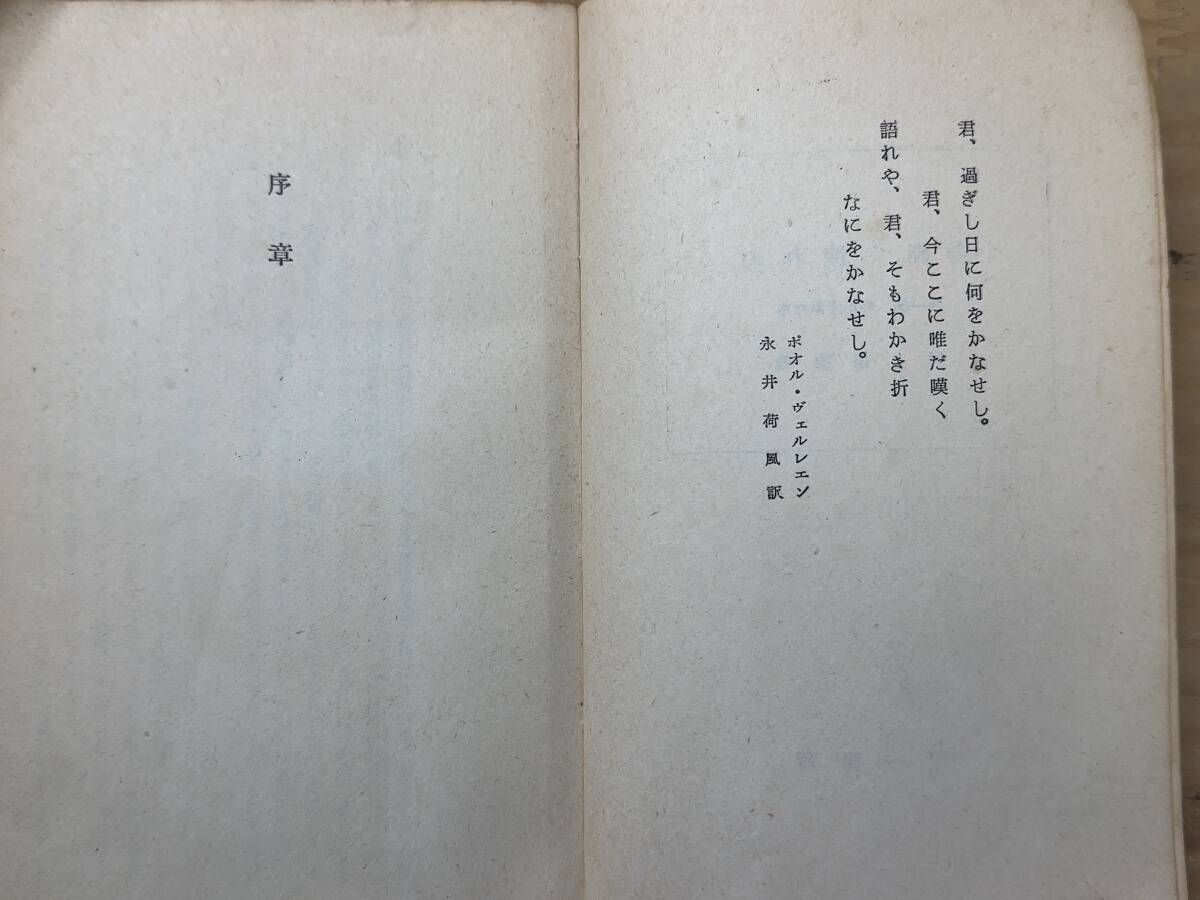 君、過ぎし日に何をかなせし。
君、今ここに唯だ嘆く
語れや、君、そもわかき折
なにをかなせし。
ポオル・ヴェルレエン
永井荷風訳
序章